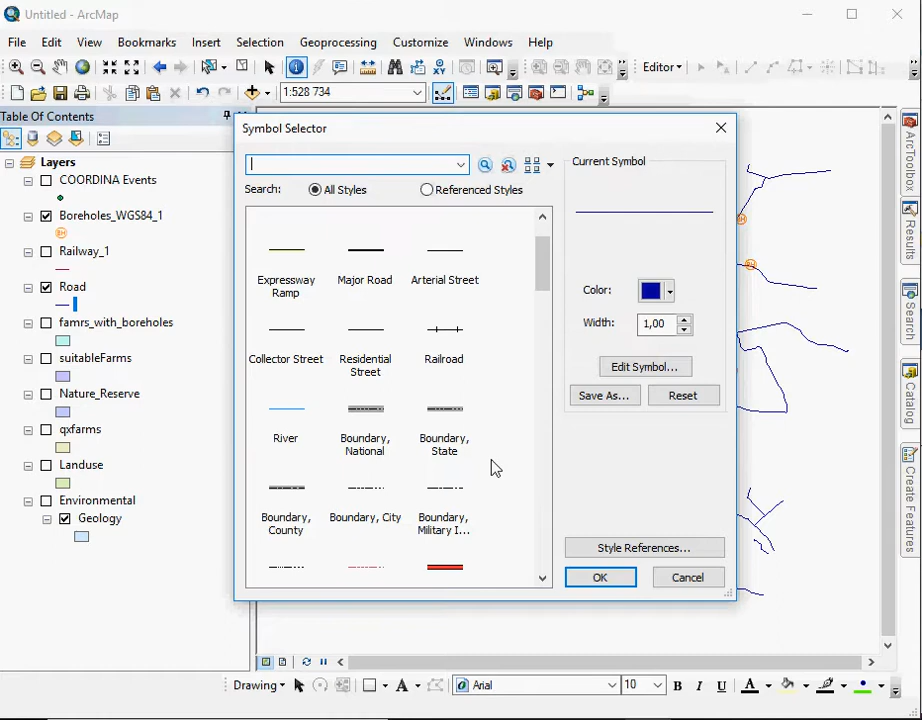 Untitled - ArcMap
File Edit View Bookmarks Insert Selection Geoprocessing Customize Windows Help
Editor
1:528 734
Table Of Contents
Layers
COORDINA Events
Boreholes_WGS84_1
BH
Railway_1
Road
famrs_with_boreholes
suitableFarms
Nature_Reserve
qxfarms
Landuse
Environmental
Geology
Symbol Selector
Search: All Styles Referenced Styles
Expressway Ramp
Major Road
Arterial Street
Collector Street
Residential Street
Railroad
River
Boundary, National
Boundary, State
Boundary, County
Boundary, City
Boundary, Military I...
Current Symbol
Color:
Width: 1,00
Edit Symbol...
Save As... Reset
Style References...
OK Cancel
BH
BH
ArcToolbox
Results
Search
Catalog
Create Features
Drawing A Arial 10 B I U A